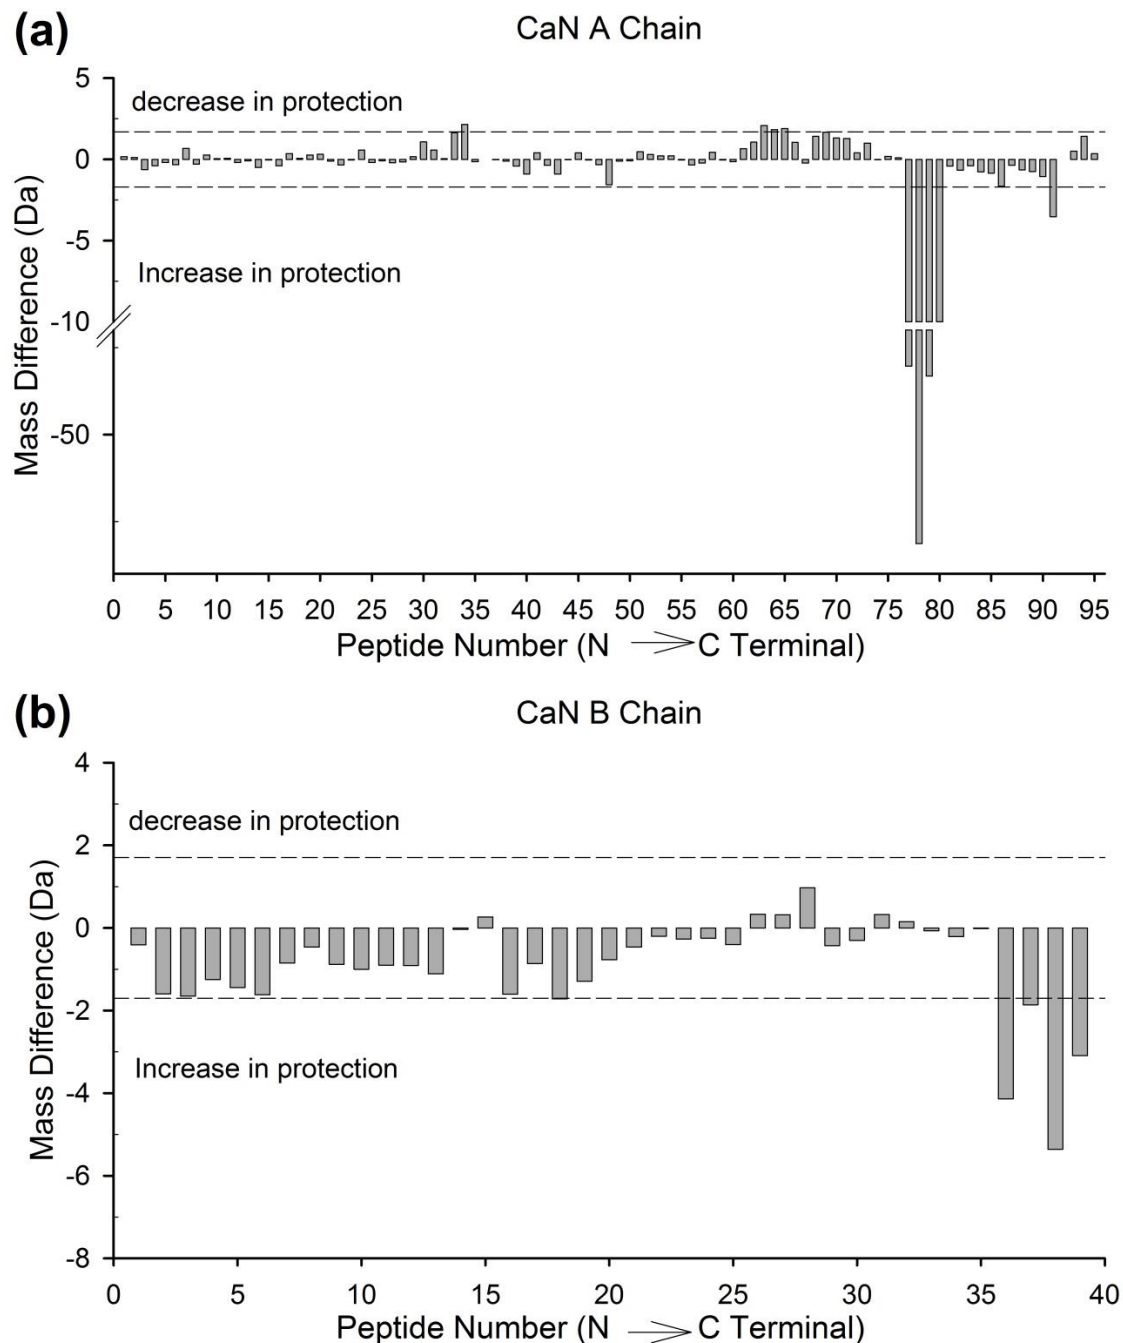 (a)
CaN A Chain
5
decrease in protection
0
-5
Increase in protection
-10
-50
Mass Difference (Da)
0 5 10 15 20 25 30 35 40 45 50 55 60 65 70 75 80 85 90 95
Peptide Number (N C Terminal)
(b)
CaN B Chain
4
decrease in protection
2
0
-2
Increase in protection
-4
-6
-8
Mass Difference (Da)
0 5 10 15 20 25 30 35 40
Peptide Number (N C Terminal)